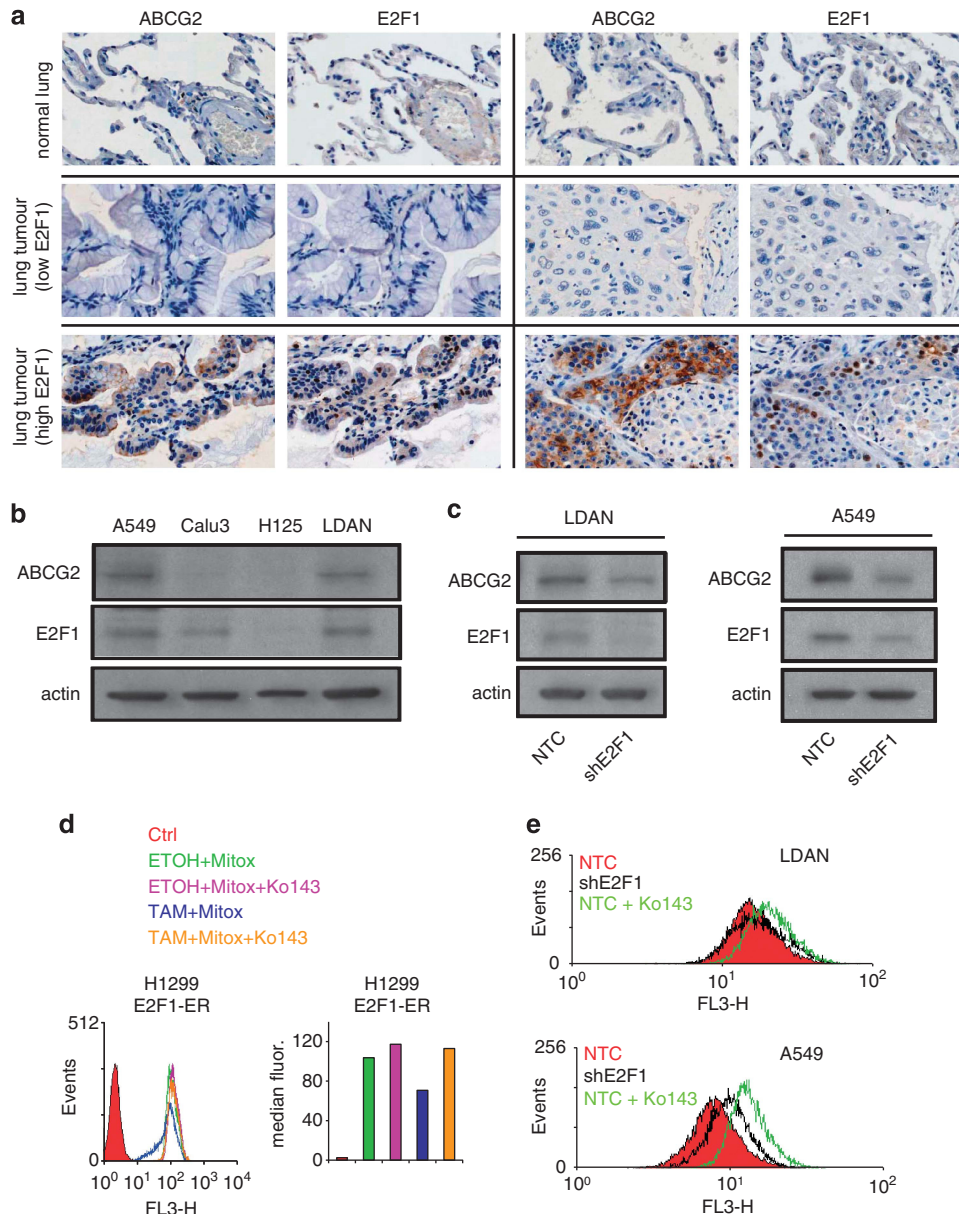 a
ABCG2 E2F1 ABCG2 E2F1
normal lung
lung tumour
(low E2F1)
lung tumour
(high E2F1)
b
A549 Calu3 H125 LDAN
ABCG2
E2F1
actin
c
LDAN
ABCG2
E2F1
actin
NTC shE2F1
A549
ABCG2
E2F1
actin
NTC shE2F1
d
Ctrl
ETOH+Mitox
ETOH+Mitox+Ko143
TAM+Mitox
TAM+Mitox+Ko143
H1299
E2F1-ER
512
Events
0
10⁰ 10¹ 10² 10³ 10⁴
FL3-H
H1299
E2F1-ER
median fluor.
120
80
40
0
e
256
NTC
shE2F1
NTC + Ko143
LDAN
Events
0
10⁰ 10¹ 10²
FL3-H
256
NTC
shE2F1
NTC + Ko143
A549
Events
0
10⁰ 10¹ 10²
FL3-H